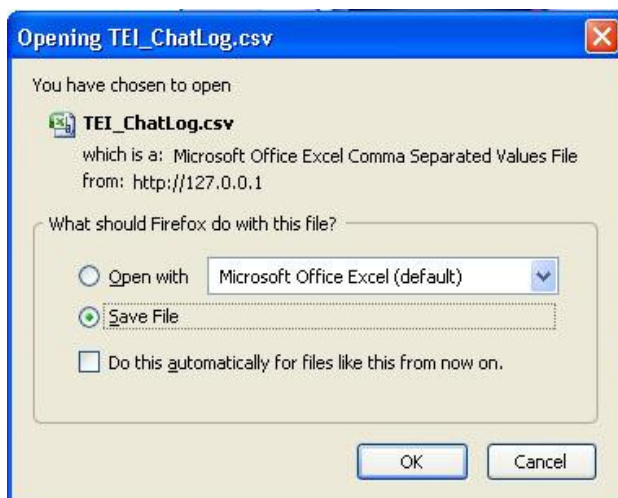 Opening TEI_ChatLog.csv
You have chosen to open
TEI_ChatLog.csv
which is a: Microsoft Office Excel Comma Separated Values File
from: http://127.0.0.1
What should Firefox do with this file?
Open with Microsoft Office Excel (default)
Save File
Do this automatically for files like this from now on.
OK Cancel